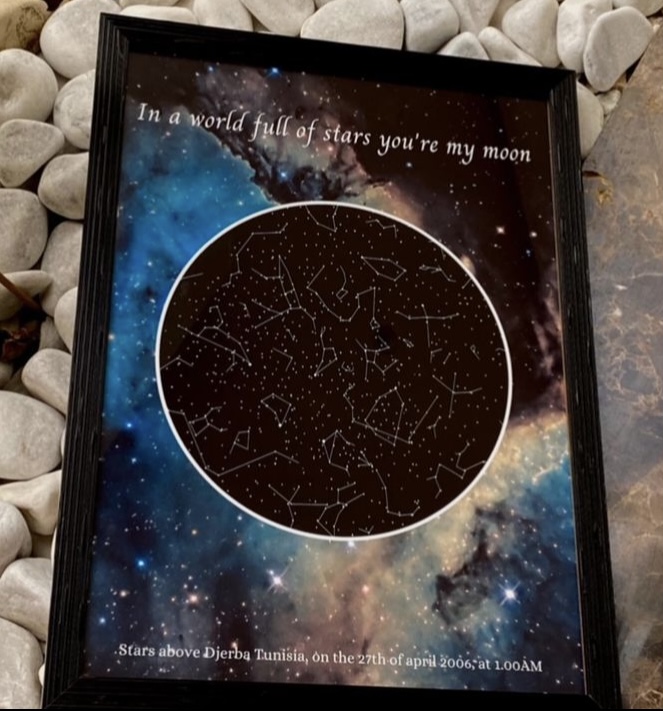 In a world full of stars you're my moon
Stars above Djerba Tunisia, on the 27th of april 2006, at 1.00AM